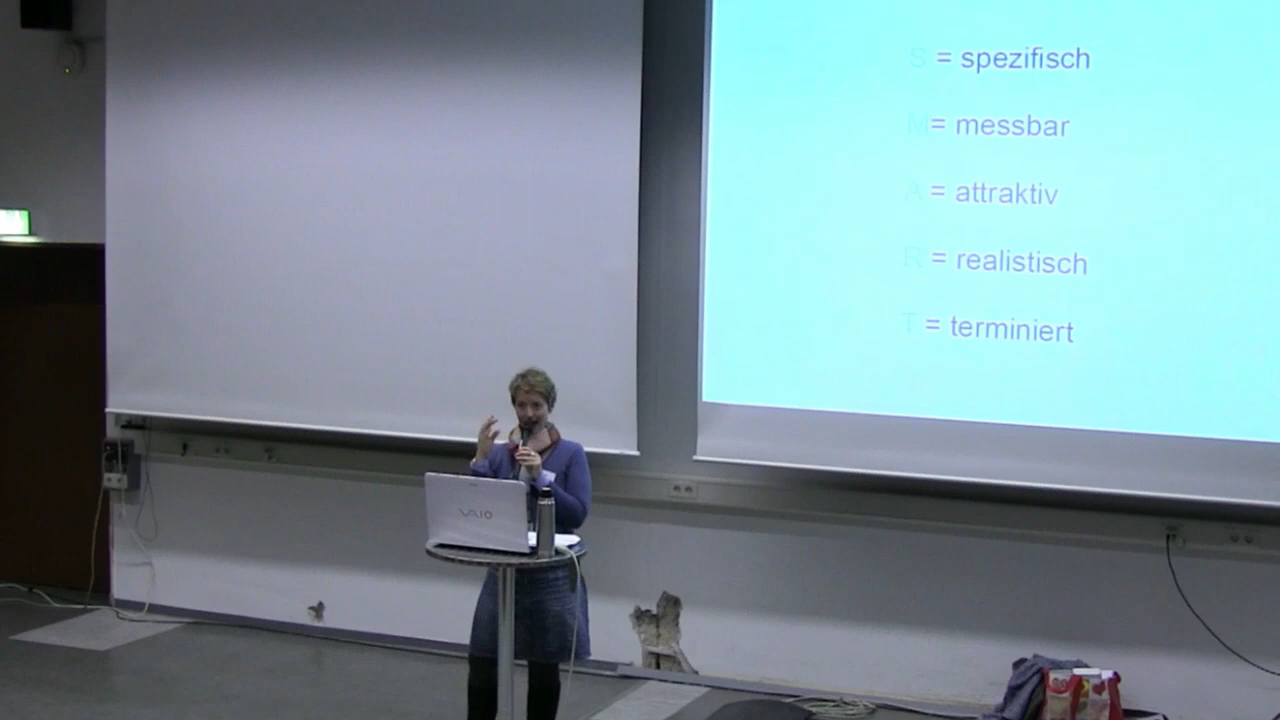 S = spezifisch
M = messbar
A = attraktiv
R = realistisch
T = terminiert
VAIO